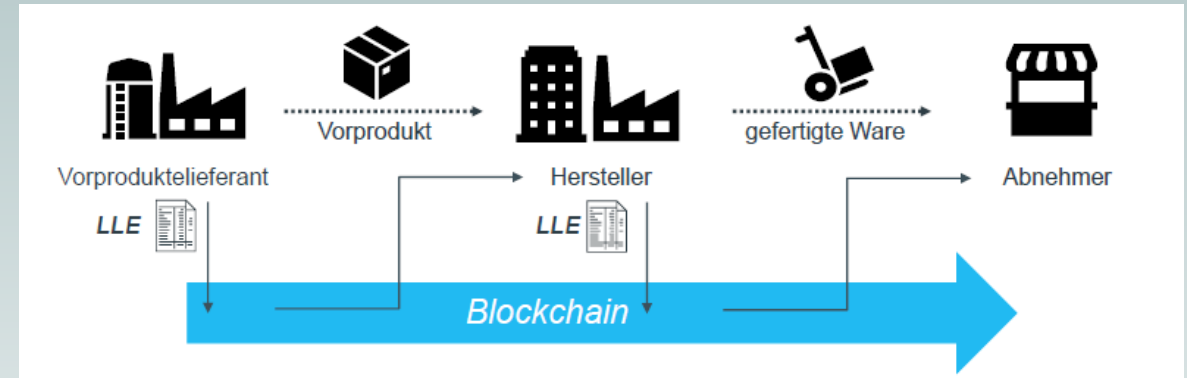 Vorprodukt
gefertigte Ware
Vorproduktelieferant
Hersteller
Abnehmer
LLE
LLE
Blockchain